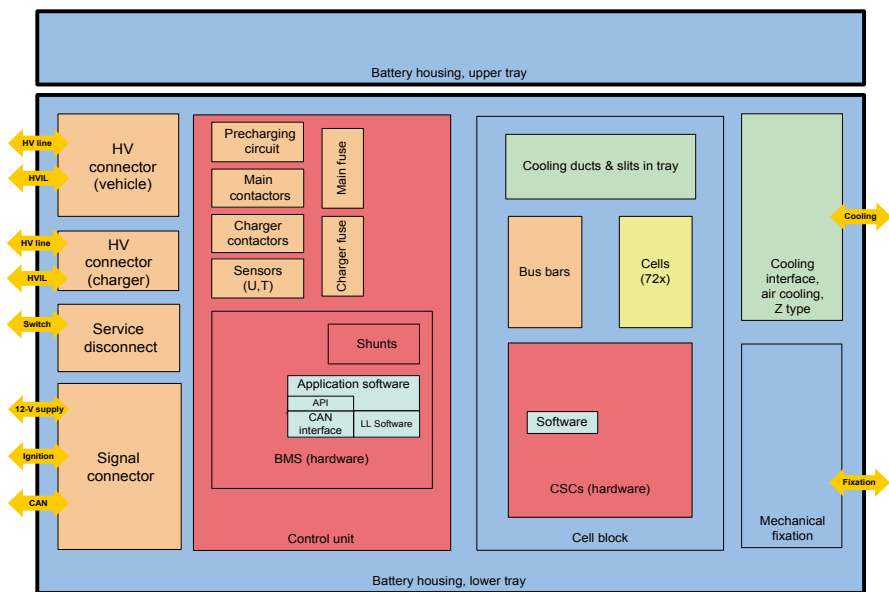 Battery housing, upper tray
HV line
HVIL
HV
connector
(vehicle)
HV line
HVIL
HV
connector
(charger)
Switch
Service
disconnect
12-V supply
Ignition
CAN
Signal
connector
Precharging
circuit
Main
contactors
Charger
contactors
Sensors
(U,T)
Main fuse
Charger fuse
Shunts
Application software
API
CAN
interface
LL Software
BMS (hardware)
Control unit
Cooling ducts & slits in tray
Bus bars
Cells
(72x)
Software
CSCs (hardware)
Cell block
Cooling
Cooling
interface,
air cooling,
Z type
Fixation
Mechanical
fixation
Battery housing, lower tray